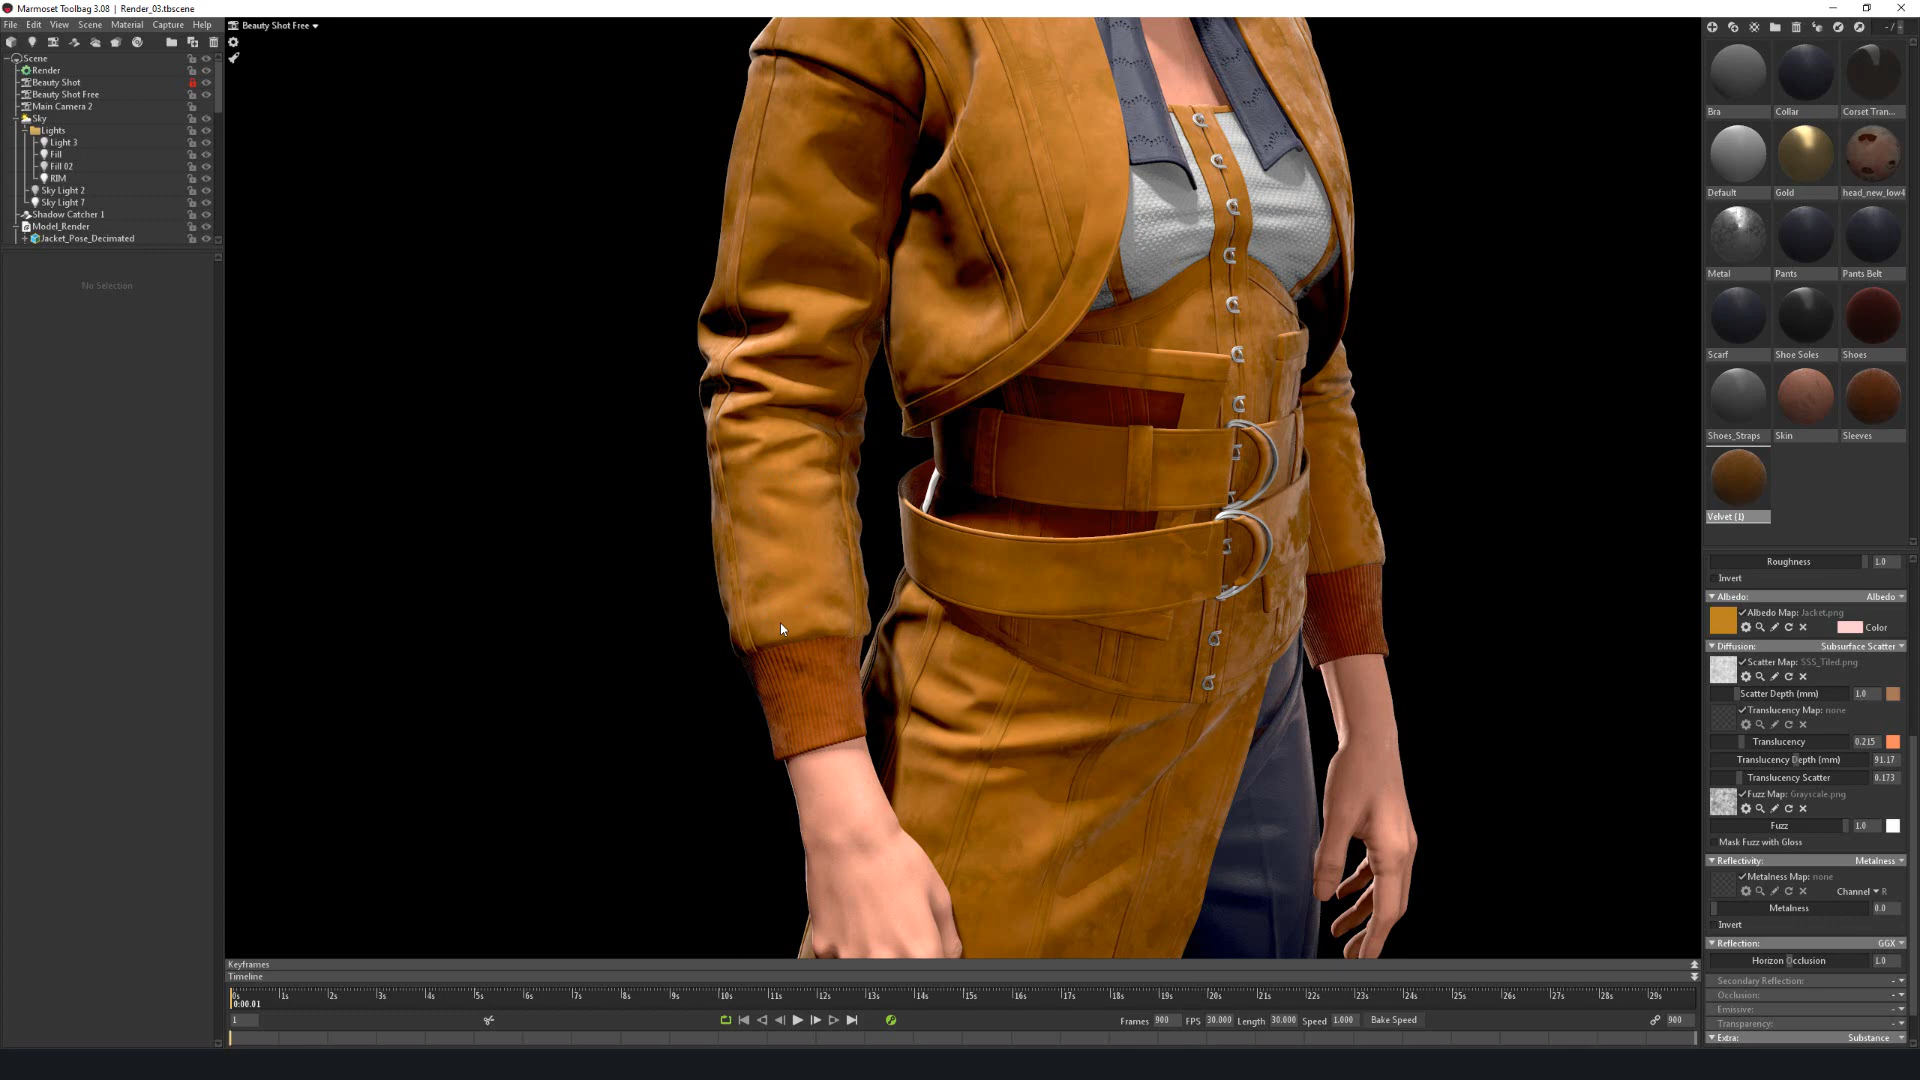 Marmoset Toolbag 3.08 | Render_03.tbscene
File Edit View Scene Material Capture Help
Beauty Shot Free
Scene
Render
Beauty Shot
Beauty Shot Free
Main Camera 2
Sky
Lights
Light 3
Fill
Fill 02
RIM
Sky Light 2
Sky Light 7
Shadow Catcher 1
Model_Render
Jacket_Pose_Decimated
No Selection
Bra Collar Corset Tran...
Default Gold head_new_low4
Metal Pants Pants Belt
Scarf Shoe Soles Shoes
Shoes_Straps Skin Sleeves
Velvet (1)
Roughness 1.0
Invert
Albedo: Albedo
Albedo Map: Jacket.png
Color
Diffusion: Subsurface Scatter
Scatter Map: SSS_Tiled.png
Scatter Depth (mm) 1.0
Translucency Map: none
Translucency 0.215
Translucency Depth (mm) 91.17
Translucency Scatter 0.173
Fuzz Map: Grayscale.png
Fuzz 1.0
Mask Fuzz with Gloss
Reflectivity: Metalness
Metalness Map: none
Channel R
Metalness 0.0
Invert
Reflection: GGX
Horizon Occlusion 1.0
Secondary Reflection: -
Occlusion: -
Emissive: -
Transparency: -
Extra: Substance
Keyframes
Timeline
0s 1s 2s 3s 4s 5s 6s 7s 8s 9s 10s 11s 12s 13s 14s 15s 16s 17s 18s 19s 20s 21s 22s 23s 24s 25s 26s 27s 28s 29s
0:00.01
1 Frames 900 FPS 30.000 Length 30.000 Speed 1.000 Bake Speed 900